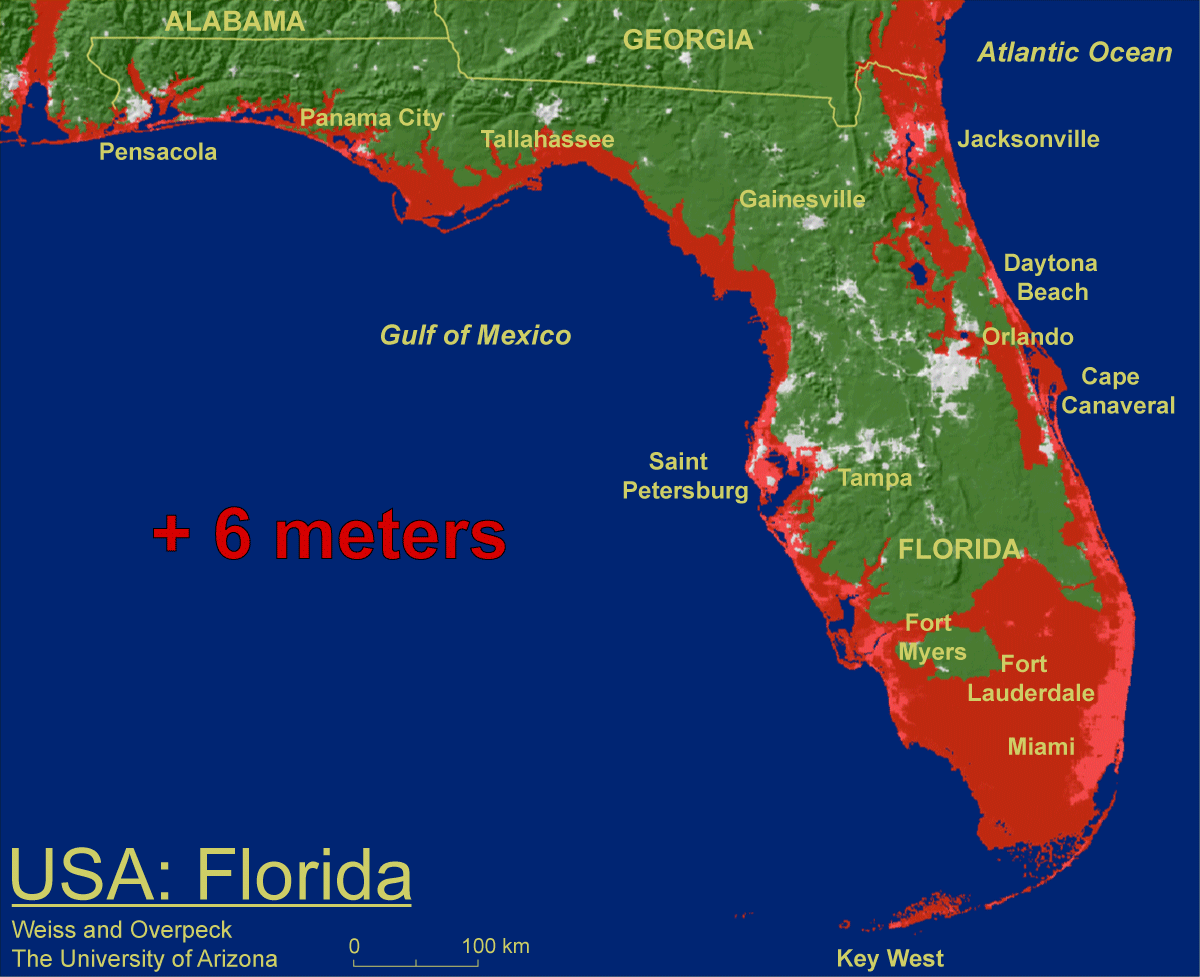 ALABAMA
GEORGIA
Atlantic Ocean
Panama City
Pensacola
Tallahassee
Jacksonville
Gainesville
Daytona
Beach
Gulf of Mexico
Orlando
Cape
Canaveral
Saint
Petersburg
Tampa
+ 6 meters
FLORIDA
Fort
Myers
Fort
Lauderdale
Miami
USA: Florida
Weiss and Overpeck
The University of Arizona
0 100 km
Key West